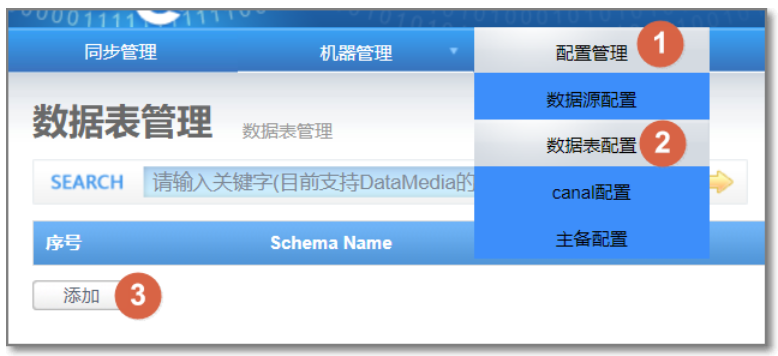 同步管理 机器管理 配置管理 1
数据源配置
数据表管理 数据表管理
数据表配置 2
SEARCH 请输入关键字(目前支持DataMedia的
canal配置
序号 Schema Name 主备配置
添加 3